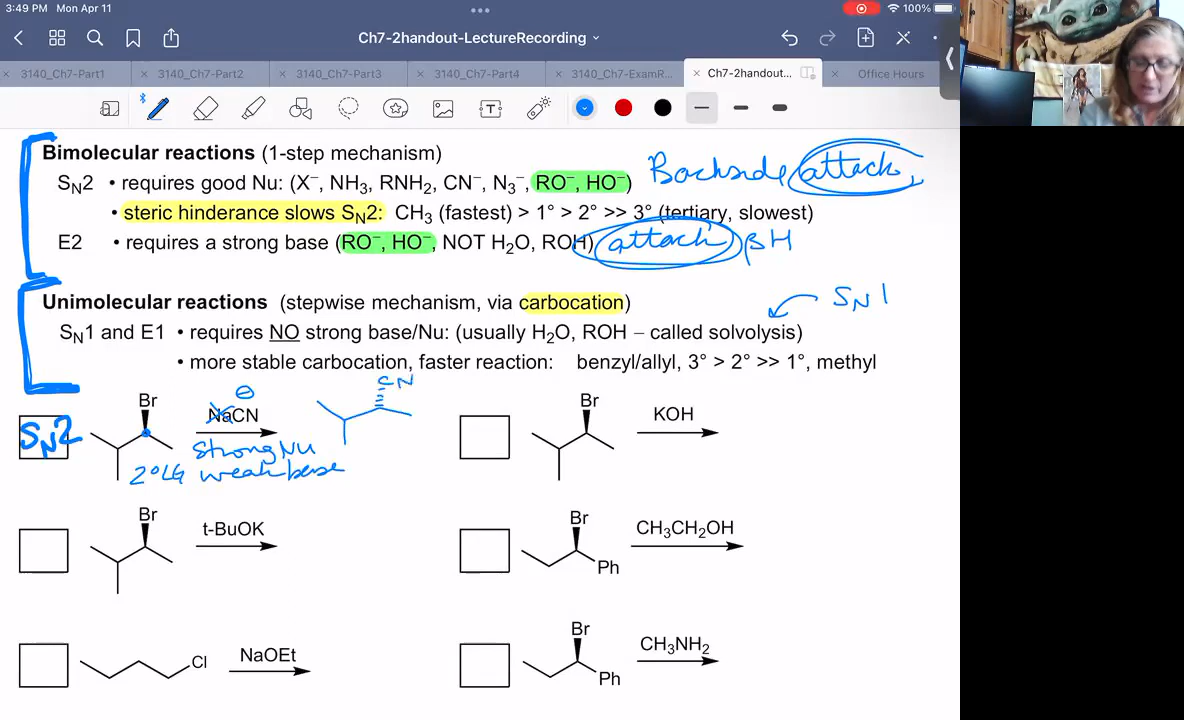 3:49 PM Mon Apr 11
100%
Ch7-2handout-LectureRecording
3140_Ch7-Part1
3140_Ch7-Part2
3140_Ch7-Part3
3140_Ch7-Part4
3140_Ch7-ExamR...
Ch7-2handout...
Office Hours
Bimolecular reactions (1-step mechanism)
SN2 • requires good Nu: (X⁻, NH₃, RNH₂, CN⁻, N₃⁻, RO⁻, HO⁻) Backside attack,
• steric hinderance slows SN2: CH₃ (fastest) > 1° > 2° >> 3° (tertiary, slowest)
E2 • requires a strong base (RO⁻, HO⁻, NOT H₂O, ROH) attack βH
Unimolecular reactions (stepwise mechanism, via carbocation)
SN1
SN1 and E1 • requires NO strong base/Nu: (usually H₂O, ROH – called solvolysis)
• more stable carbocation, faster reaction: benzyl/allyl, 3° > 2° >> 1°, methyl
SN2 Br NaCN ⊖ CN
Strong Nu
2° LG weak base
Br KOH
Br t-BuOK
Br Ph CH₃CH₂OH
Cl NaOEt
Br Ph CH₃NH₂